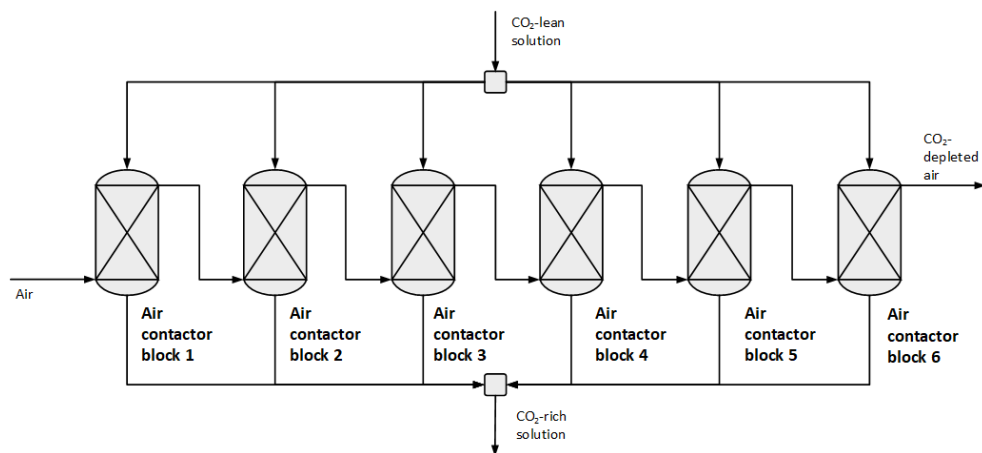 CO₂-lean
solution
CO₂-
depleted
air
Air
Air
contactor
block 1
Air
contactor
block 2
Air
contactor
block 3
Air
contactor
block 4
Air
contactor
block 5
Air
contactor
block 6
CO₂-rich
solution